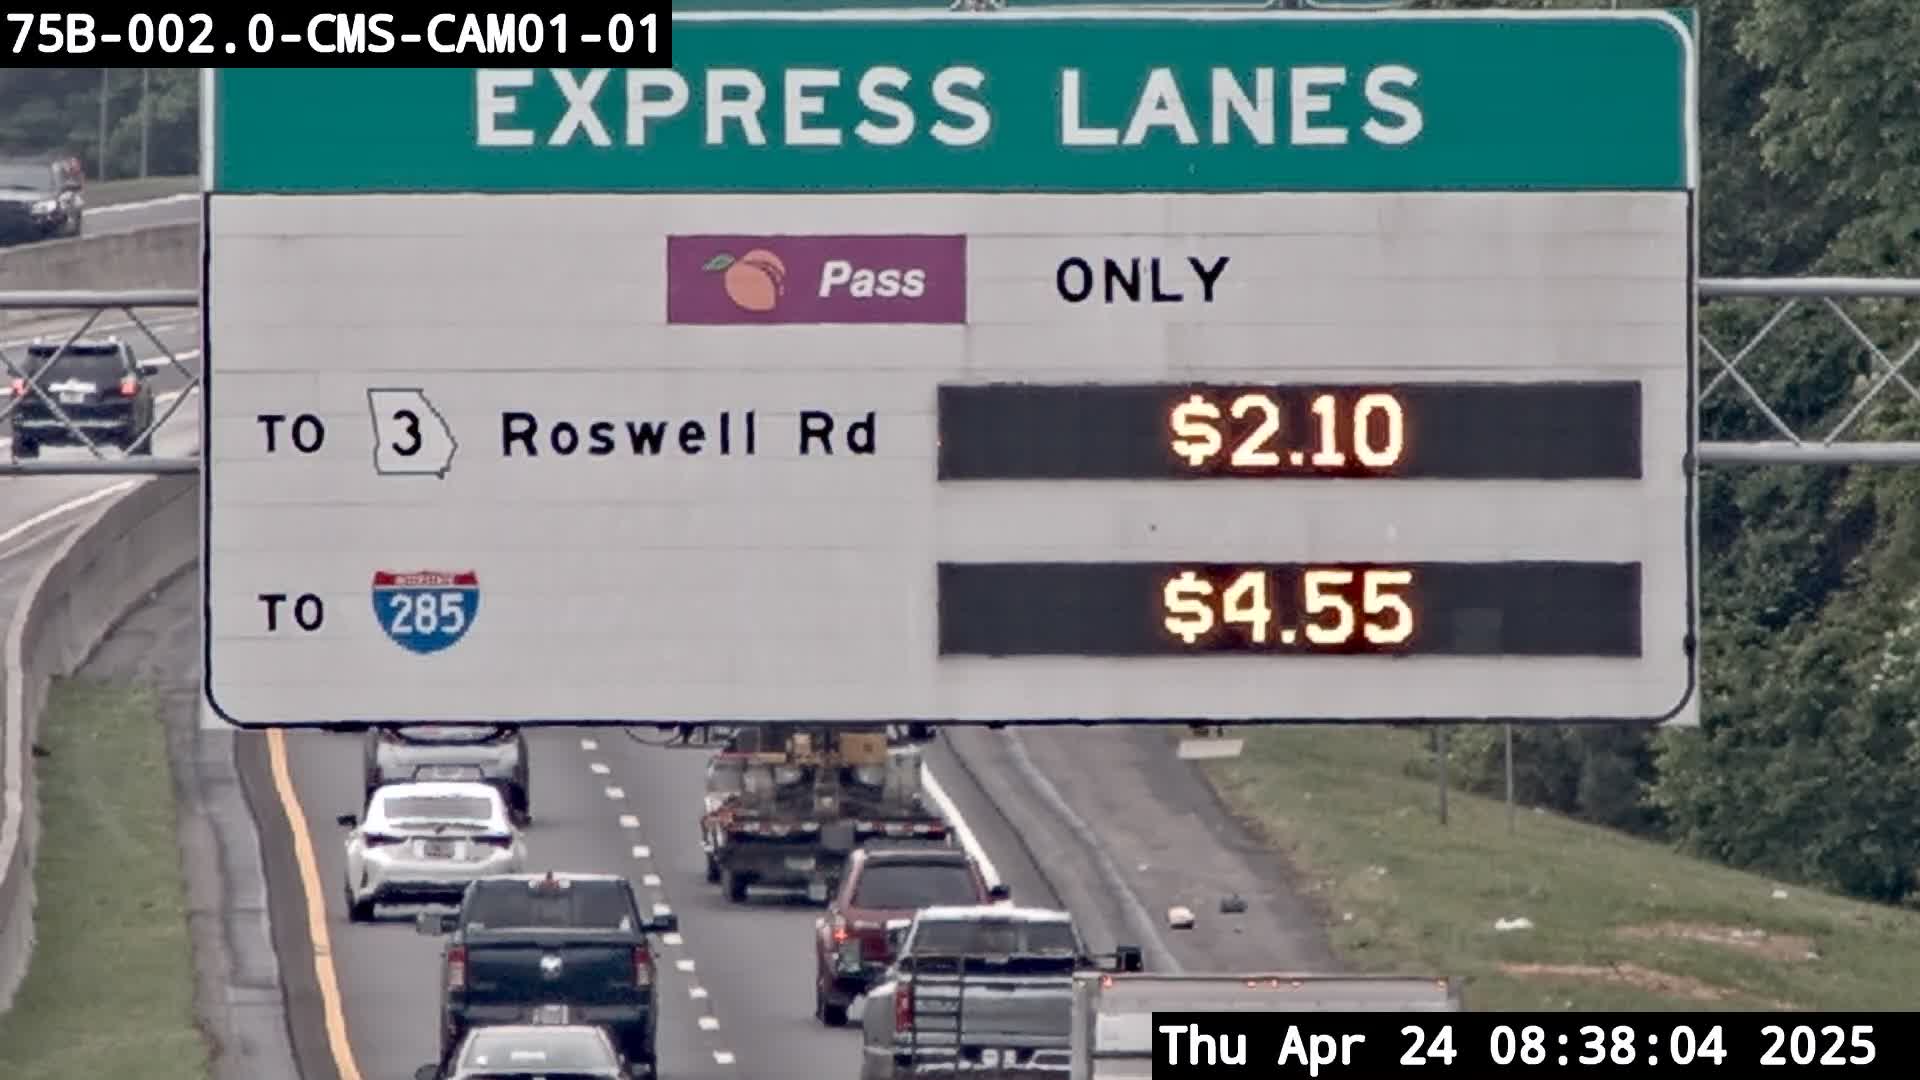 75B-002.0-CMS-CAM01-01
EXPRESS LANES
Pass ONLY
TO 3 Roswell Rd $2.10
TO INTERSTATE 285 $4.55
Thu Apr 24 08:38:04 2025